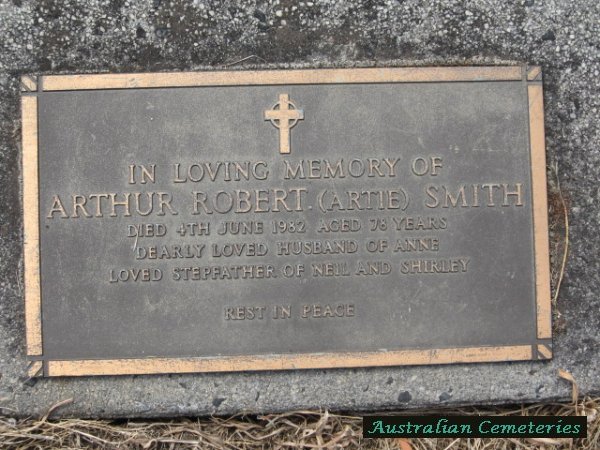 IN LOVING MEMORY OF
ARTHUR ROBERT (ARTIE) SMITH
DIED 4TH JUNE 1982 AGED 78 YEARS
DEARLY LOVED HUSBAND OF ANNE
LOVED STEPFATHER OF NEIL AND SHIRLEY
REST IN PEACE
Australian Cemeteries